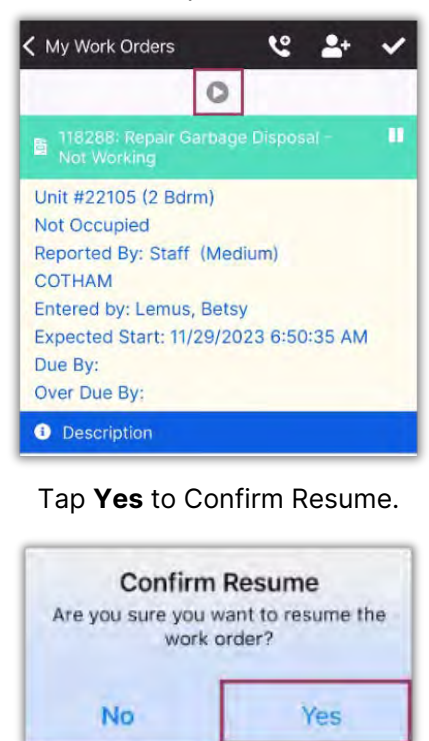 My Work Orders
118288: Repair Garbage Disposal -
Not Working
Unit #22105 (2 Bdrm)
Not Occupied
Reported By: Staff (Medium)
COTHAM
Entered by: Lemus, Betsy
Expected Start: 11/29/2023 6:50:35 AM
Due By:
Over Due By:
Description
Tap Yes to Confirm Resume.
Confirm Resume
Are you sure you want to resume the
work order?
No Yes